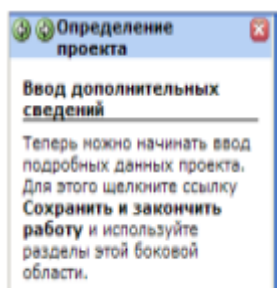 Определение
проекта
Ввод дополнительных
сведений
Теперь можно начинать ввод
подробных данных проекта.
Для этого щелкните ссылку
Сохранить и закончить
работу и используйте
разделы этой боковой
области.